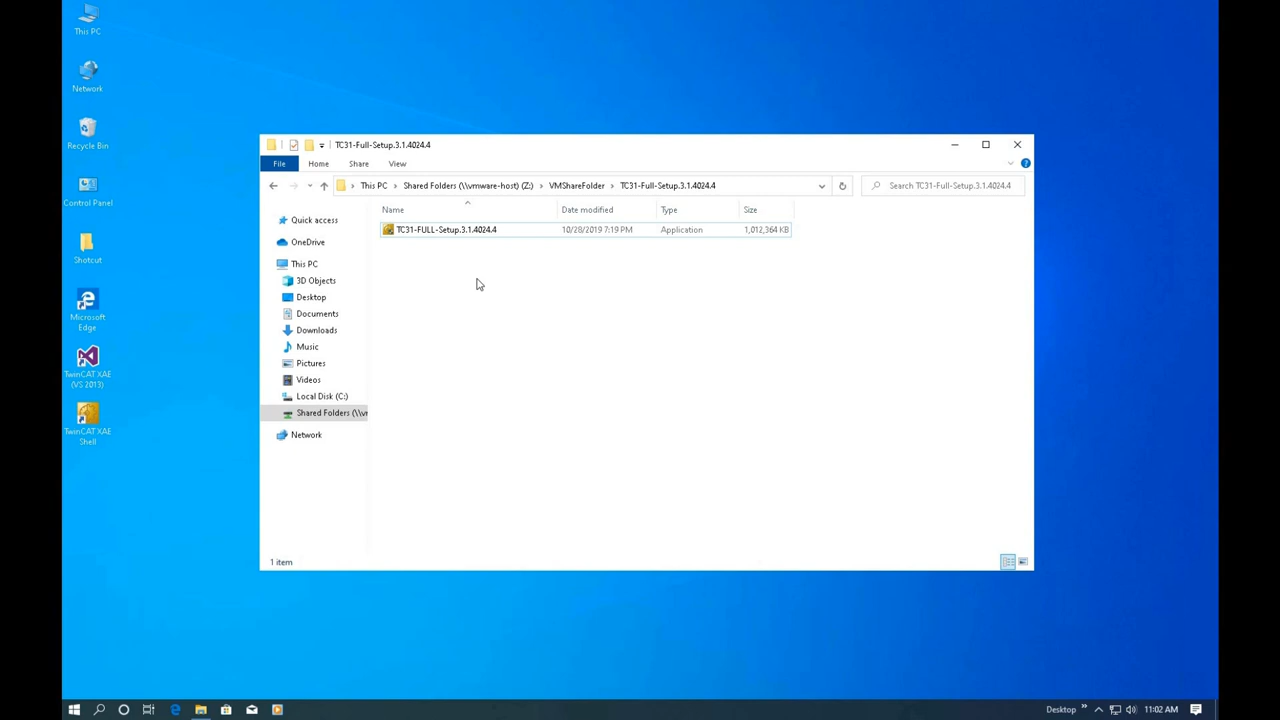 This PC
Network
Recycle Bin
Control Panel
Shotcut
Microsoft
Edge
TwinCAT XAE
(VS 2013)
TwinCAT XAE
Shell
TC31-Full-Setup.3.1.4024.4
File Home Share View
This PC Shared Folders (\\vmware-host) (Z:) VMShareFolder TC31-Full-Setup.3.1.4024.4 Search TC31-Full-Setup.3.1.4024.4
Name Date modified Type Size
TC31-FULL-Setup.3.1.4024.4 10/28/2019 7:19 PM Application 1,012,364 KB
Quick access
OneDrive
This PC
3D Objects
Desktop
Documents
Downloads
Music
Pictures
Videos
Local Disk (C:)
Shared Folders (\\vr
Network
1 item
Desktop 11:02 AM